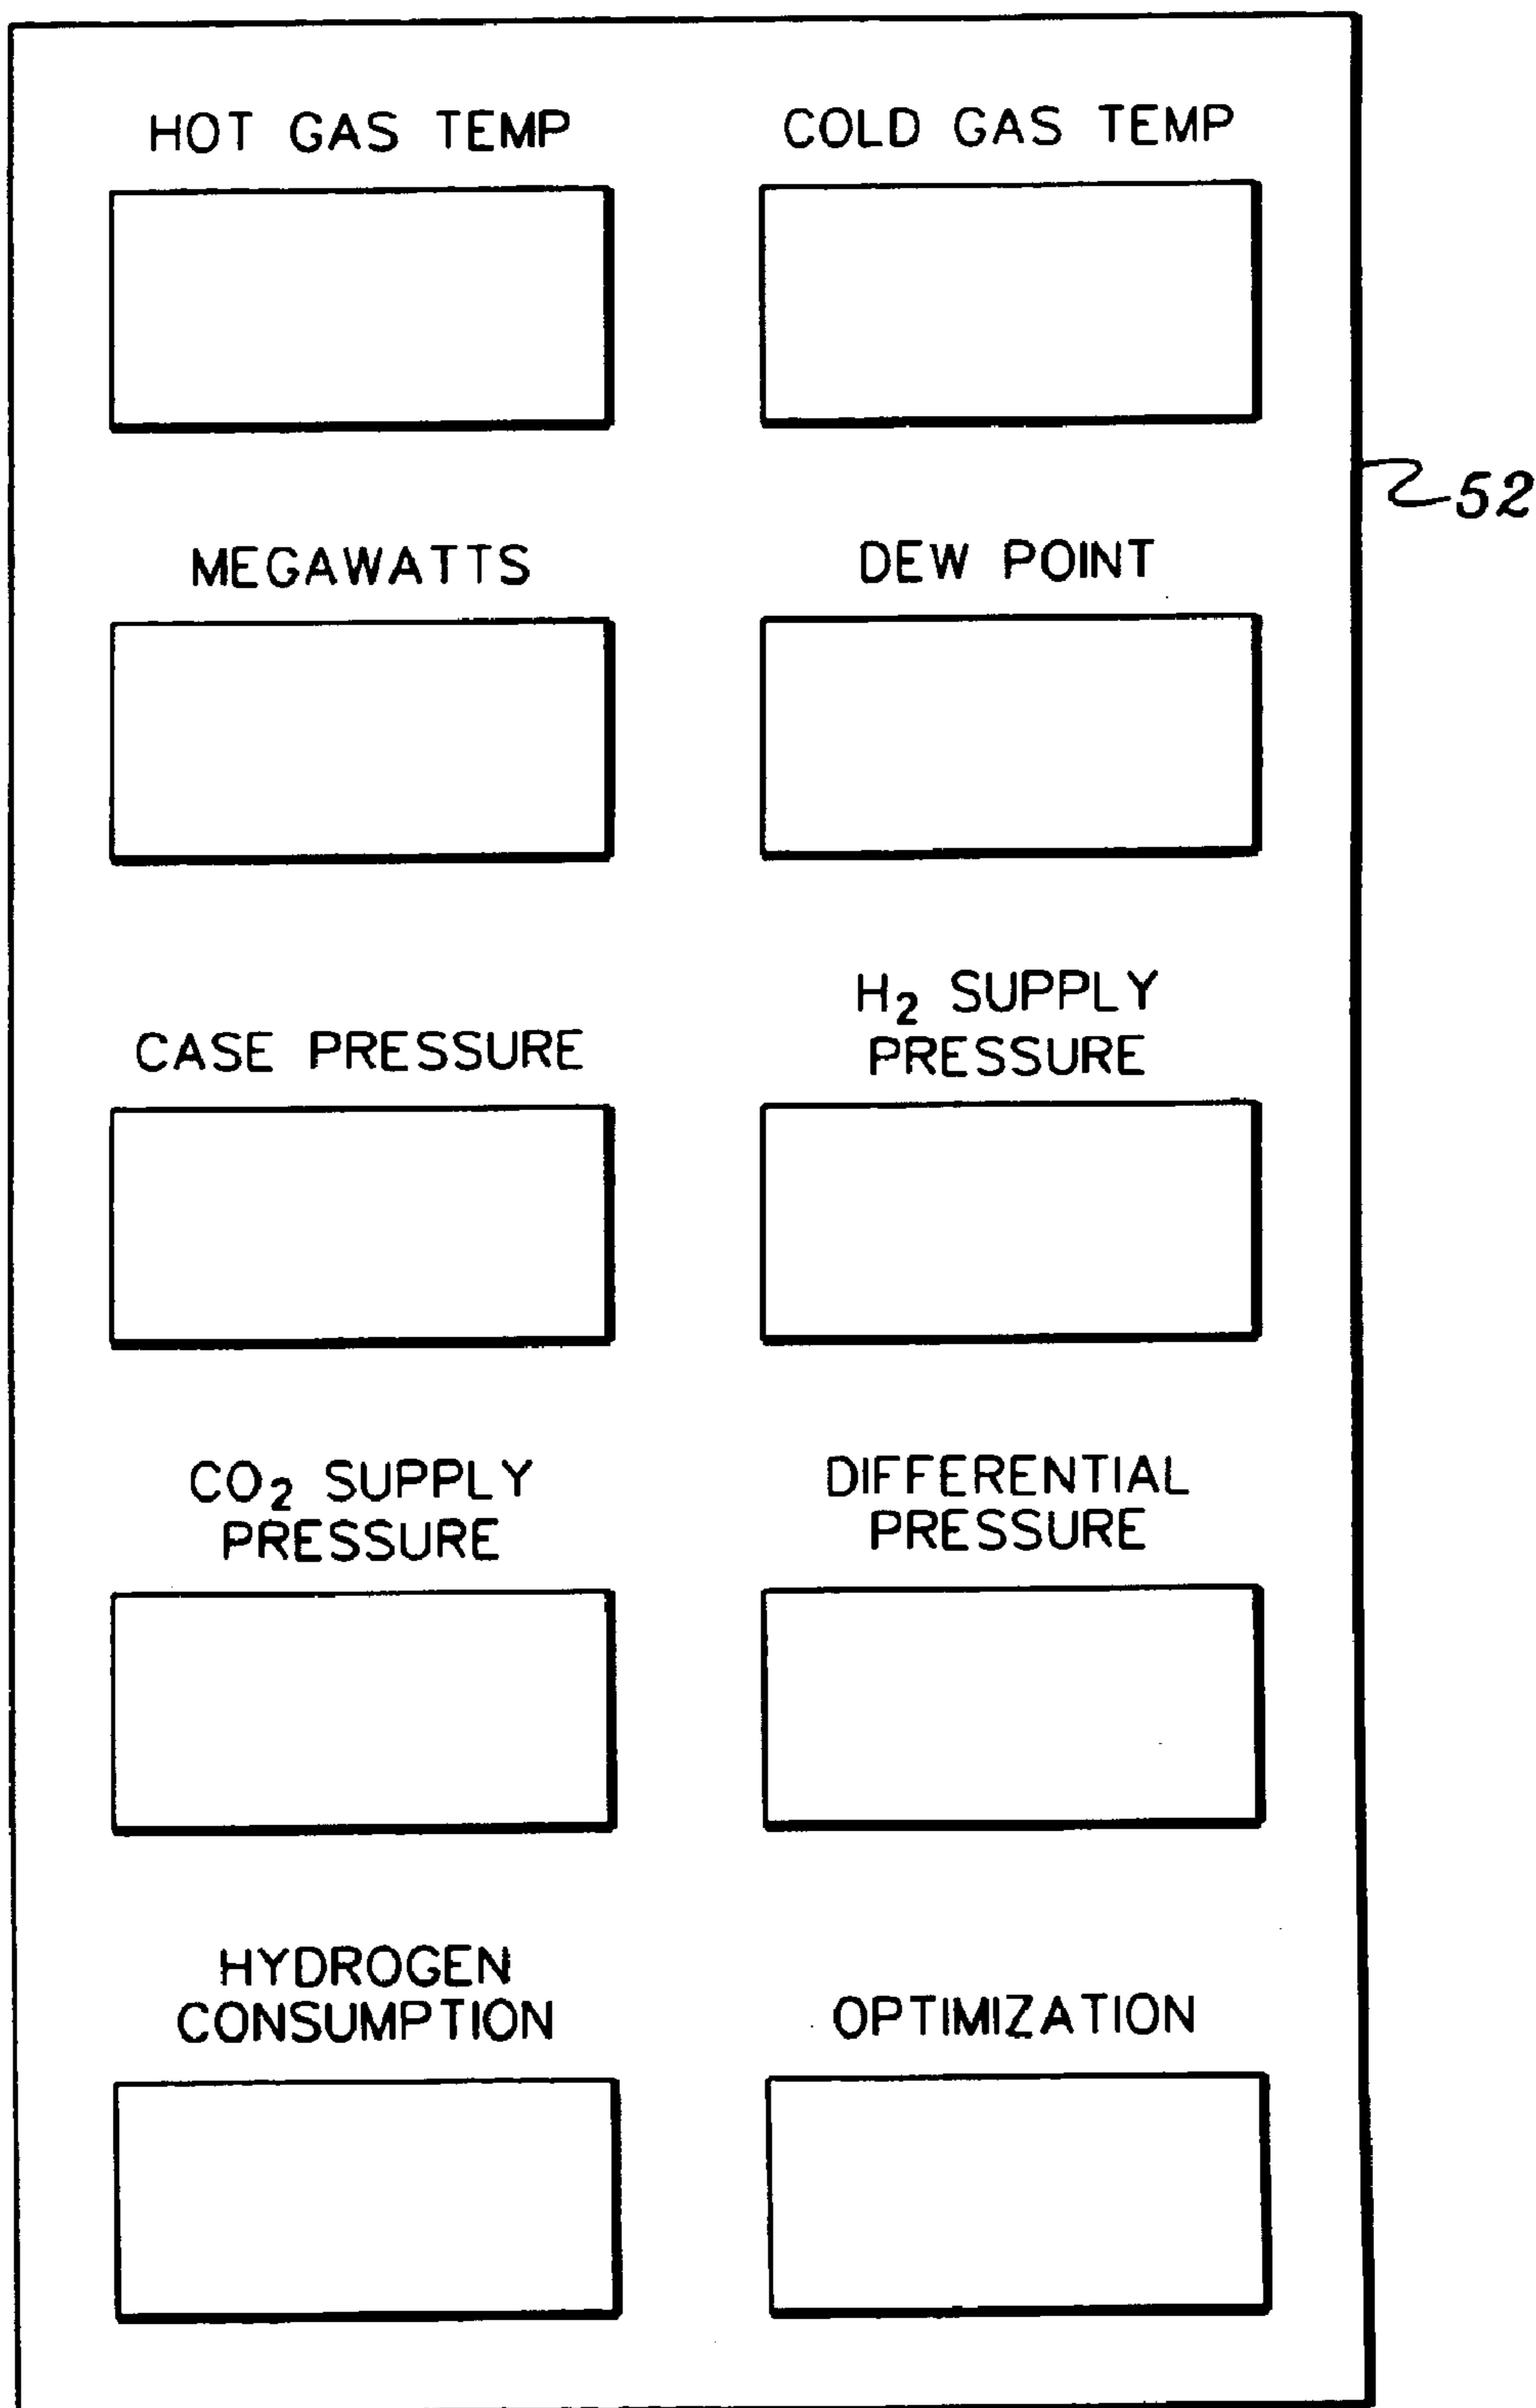 HOT GAS TEMP
COLD GAS TEMP
52
MEGAWATTS
DEW POINT
CASE PRESSURE
H₂ SUPPLY
PRESSURE
CO₂ SUPPLY
PRESSURE
DIFFERENTIAL
PRESSURE
HYDROGEN
CONSUMPTION
OPTIMIZATION